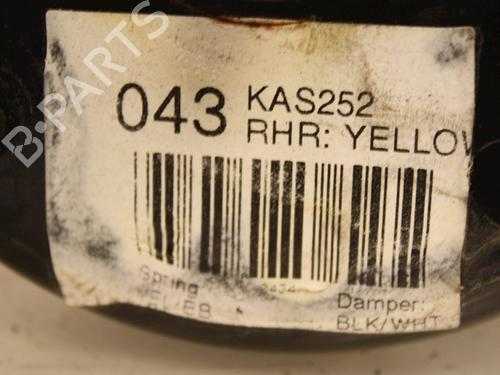 B-PARTS
043 KAS252
RHR: YELLOW
Spring
Damper:
BLK/WHT